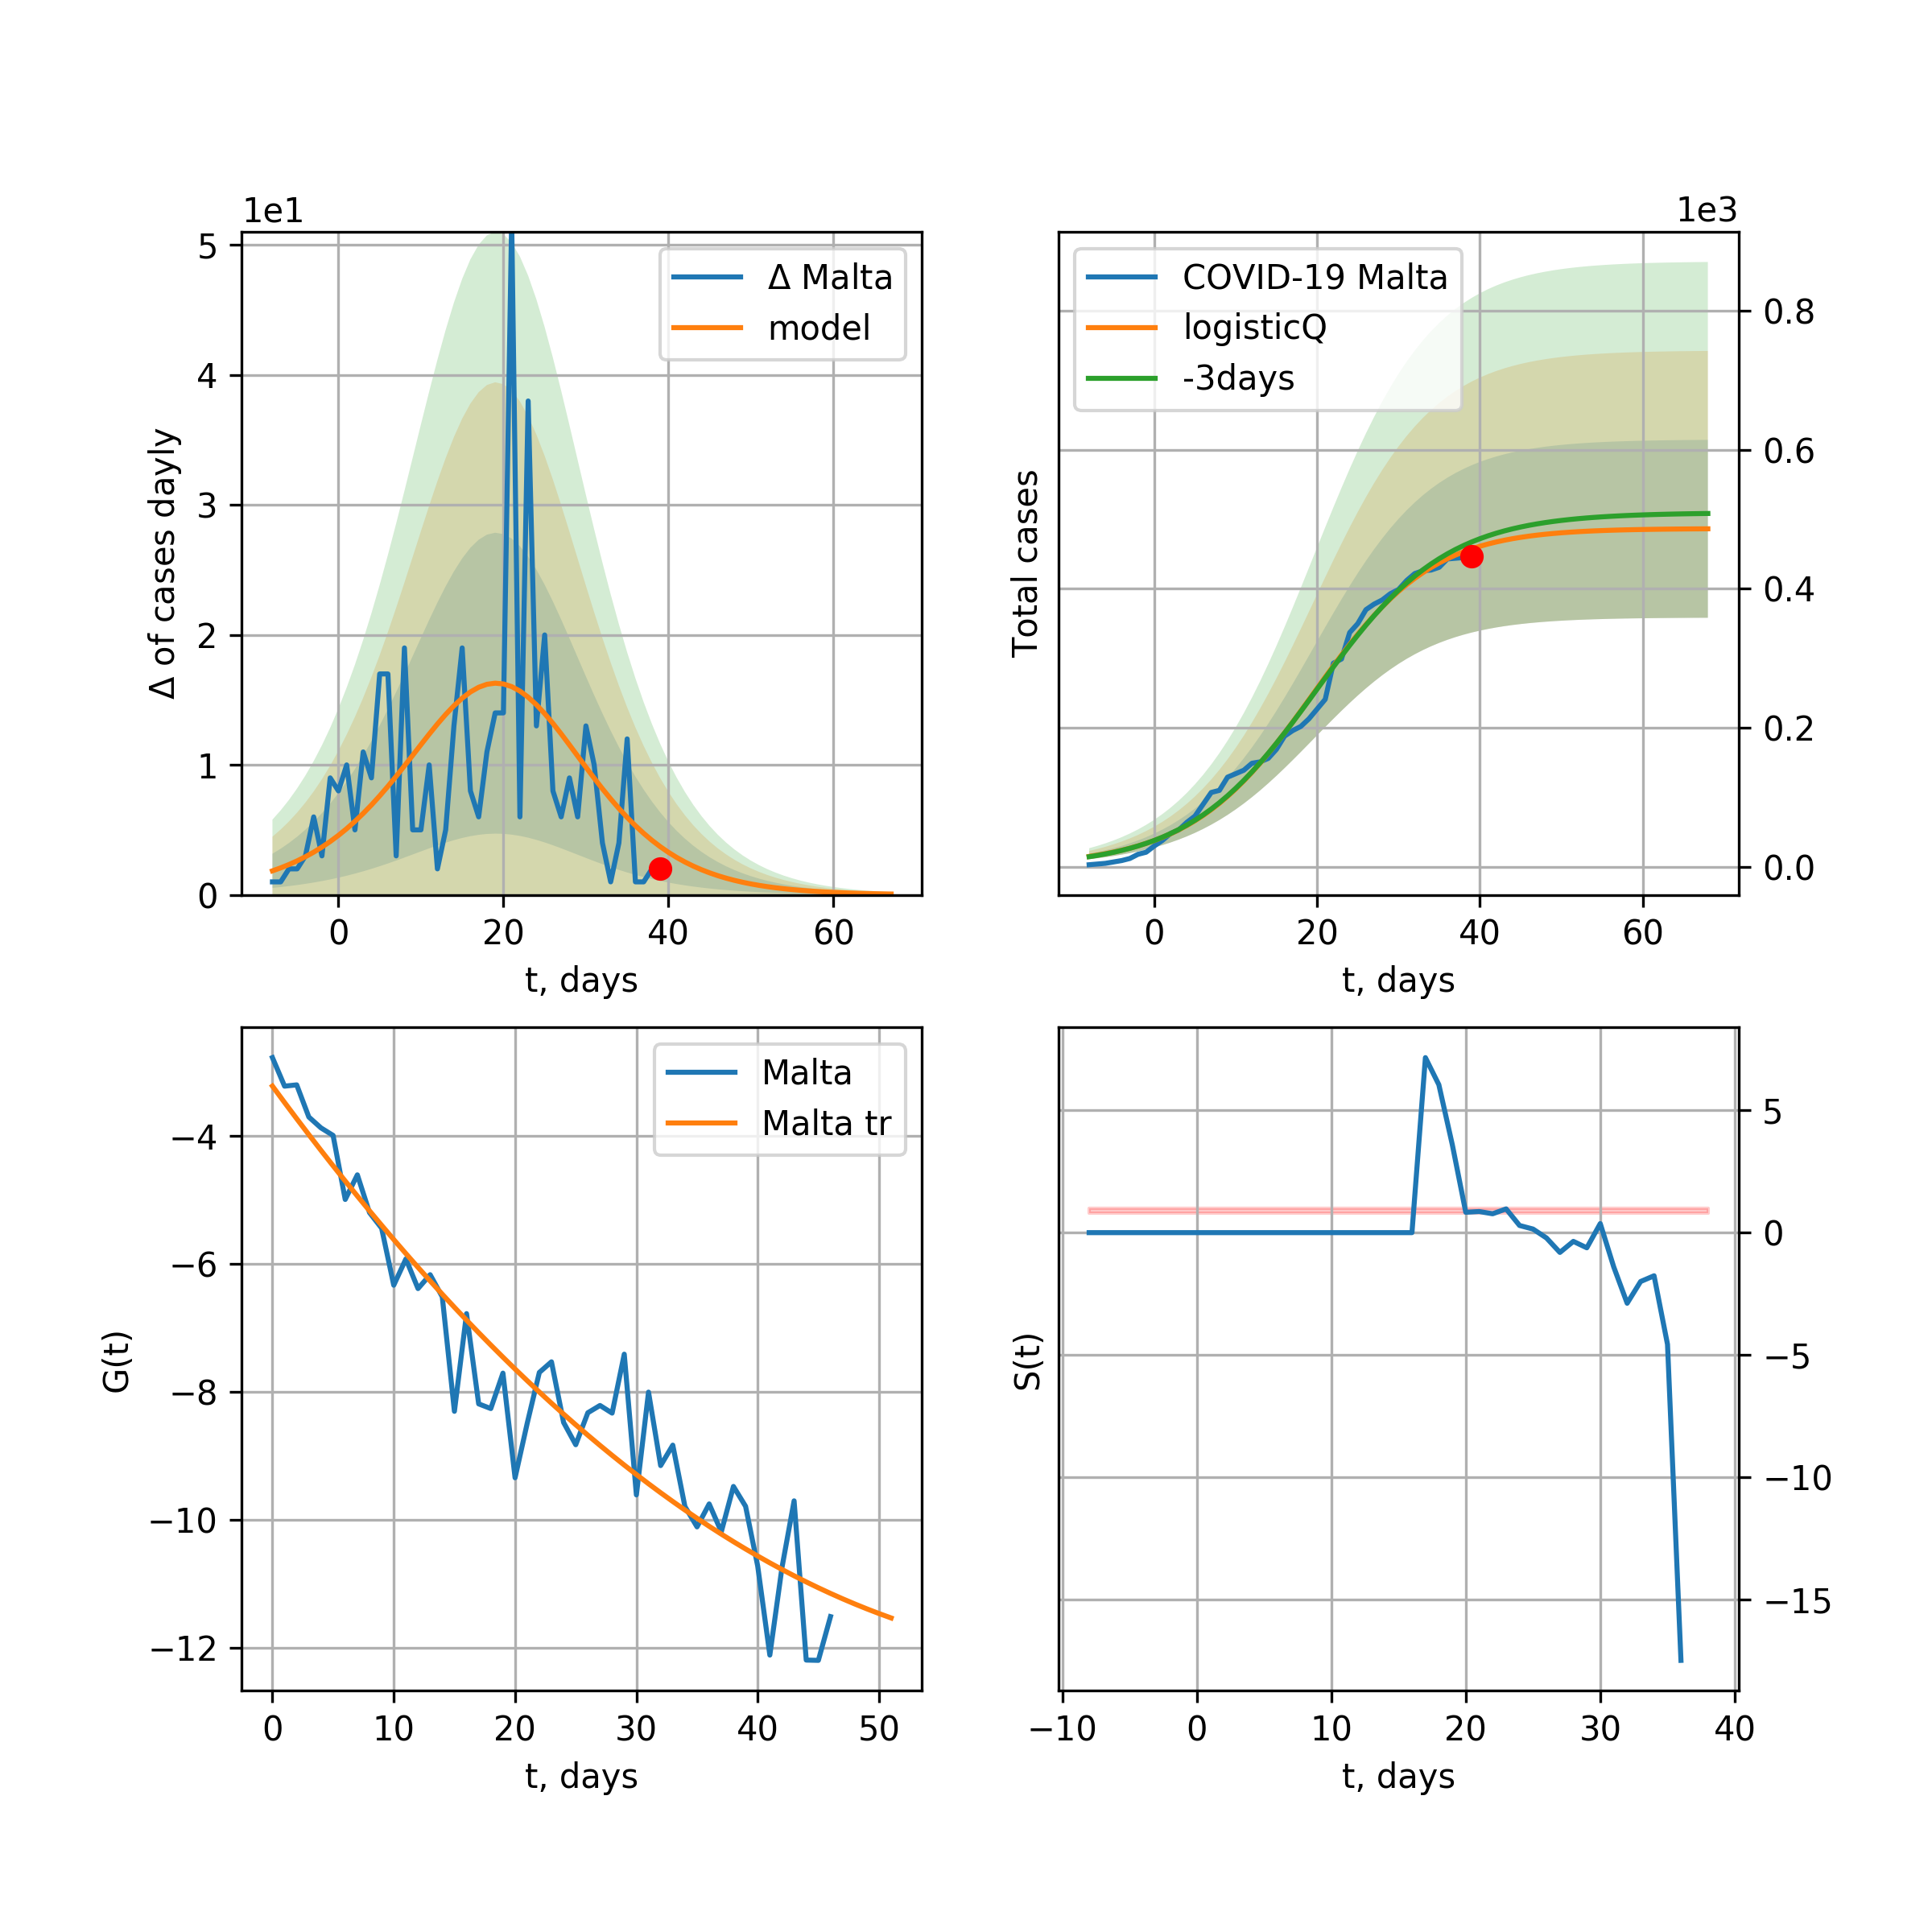 1e1
5
4
3
2
1
0
Δ of cases dayly
Δ Malta
model
0 20 40 60
t, days
1e3
COVID-19 Malta
logisticQ
-3days
Total cases
0.8
0.6
0.4
0.2
0.0
0 20 40 60
t, days
Malta
Malta tr
G(t)
−4
−6
−8
−10
−12
0 10 20 30 40 50
t, days
S(t)
5
0
−5
−10
−15
−10 0 10 20 30 40
t, days